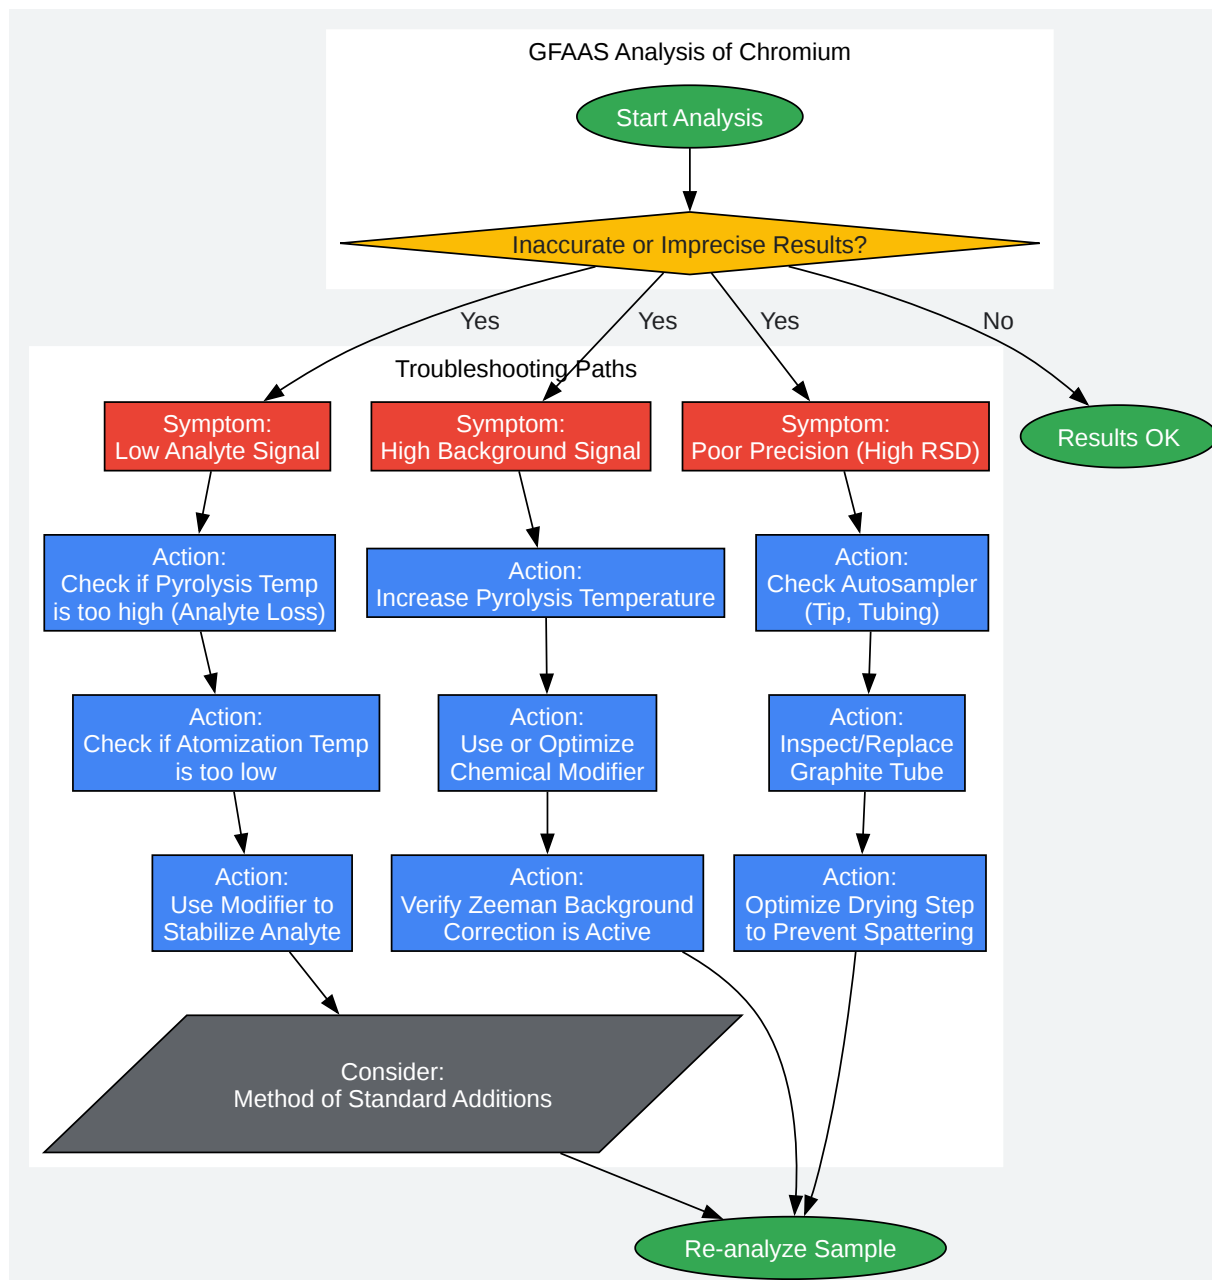 GFAAS Analysis of Chromium
Start Analysis
Inaccurate or Imprecise Results?
Yes
Yes
Yes
No
Troubleshooting Paths
Symptom:
Low Analyte Signal
Symptom:
High Background Signal
Symptom:
Poor Precision (High RSD)
Results OK
Action:
Check if Pyrolysis Temp
is too high (Analyte Loss)
Action:
Increase Pyrolysis Temperature
Action:
Check Autosampler
(Tip, Tubing)
Action:
Check if Atomization Temp
is too low
Action:
Use or Optimize
Chemical Modifier
Action:
Inspect/Replace
Graphite Tube
Action:
Use Modifier to
Stabilize Analyte
Action:
Verify Zeeman Background
Correction is Active
Action:
Optimize Drying Step
to Prevent Spattering
Consider:
Method of Standard Additions
Re-analyze Sample